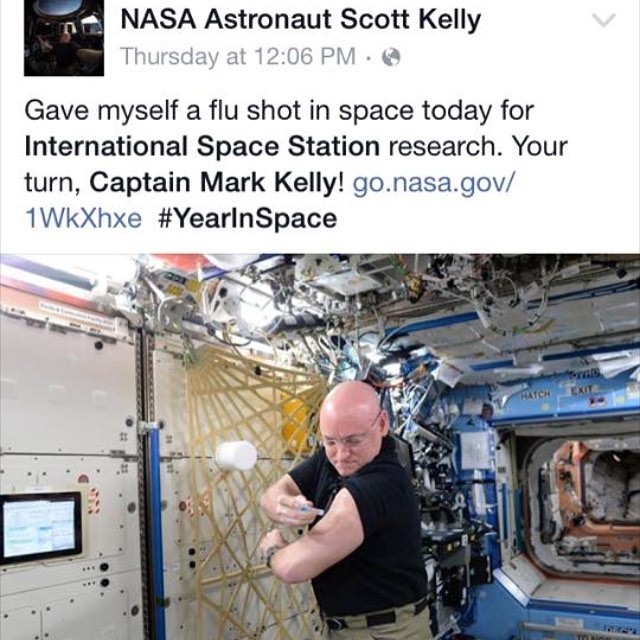 NASA Astronaut Scott Kelly
Thursday at 12:06 PM ·
Gave myself a flu shot in space today for
International Space Station research. Your
turn, Captain Mark Kelly! go.nasa.gov/
1WkXhxe #YearInSpace
HATCH
EXIT